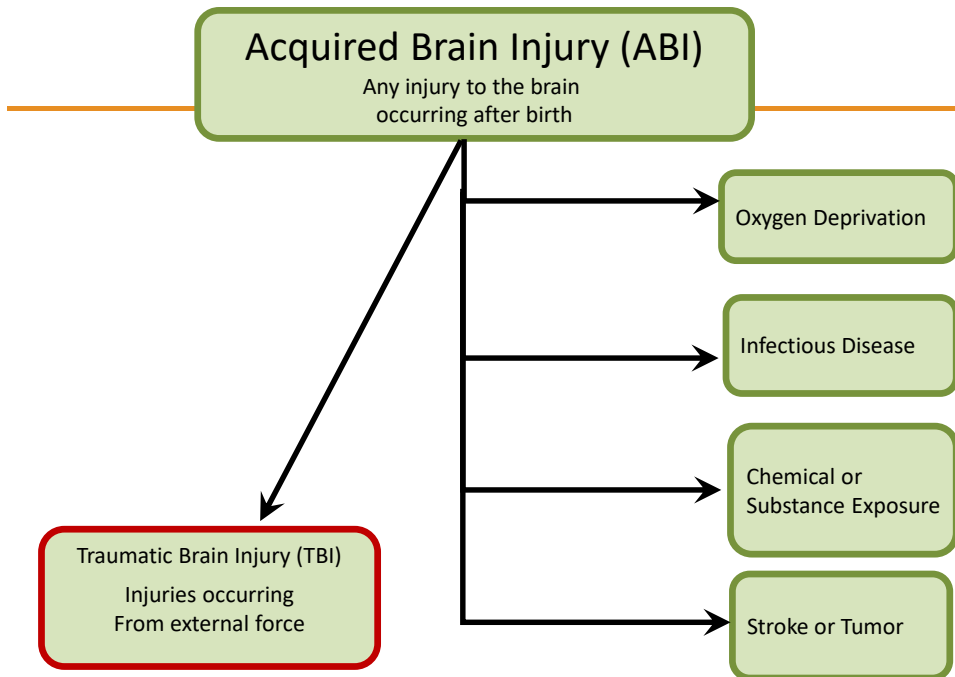 Acquired Brain Injury (ABI)
Any injury to the brain
occurring after birth
Oxygen Deprivation
Infectious Disease
Chemical or
Substance Exposure
Stroke or Tumor
Traumatic Brain Injury (TBI)
Injuries occurring
From external force